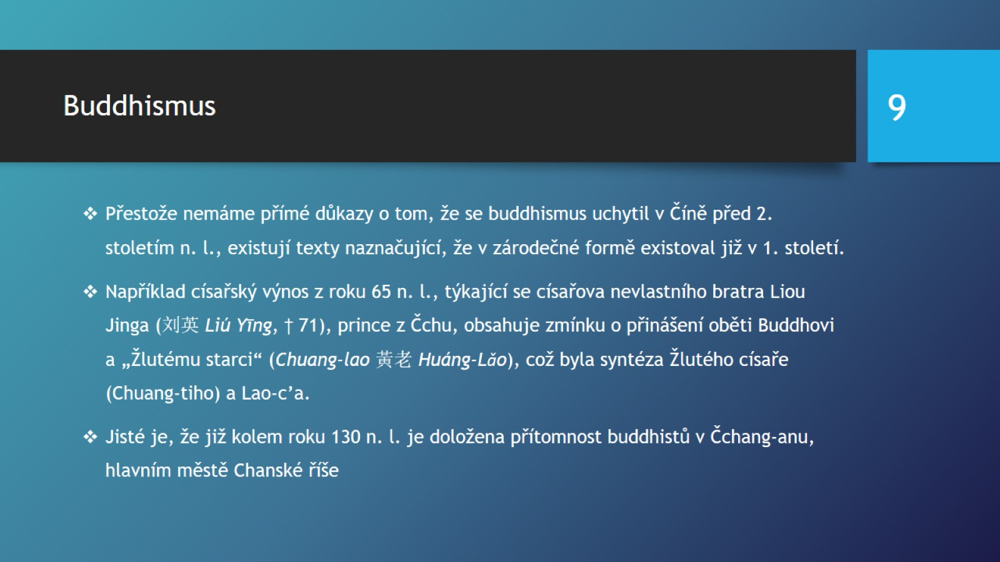 Buddhismus
9
❖ Přestože nemáme přímé důkazy o tom, že se buddhismus uchytil v Číně před 2.
stoletím n. l., existují texty naznačující, že v zárodečné formě existoval již v 1. století.
❖ Například císařský výnos z roku 65 n. l., týkající se císařova nevlastního bratra Liou
Jinga (刘英 Liú Yīng, † 71), prince z Čchu, obsahuje zmínku o přinášení oběti Buddhovi
a „Žlutému starci“ (Chuang-lao 黃老 Huáng-Lǎo), což byla syntéza Žlutého císaře
(Chuang-tiho) a Lao-c’a.
❖ Jisté je, že již kolem roku 130 n. l. je doložena přítomnost buddhistů v Čchang-anu,
hlavním městě Chanské říše